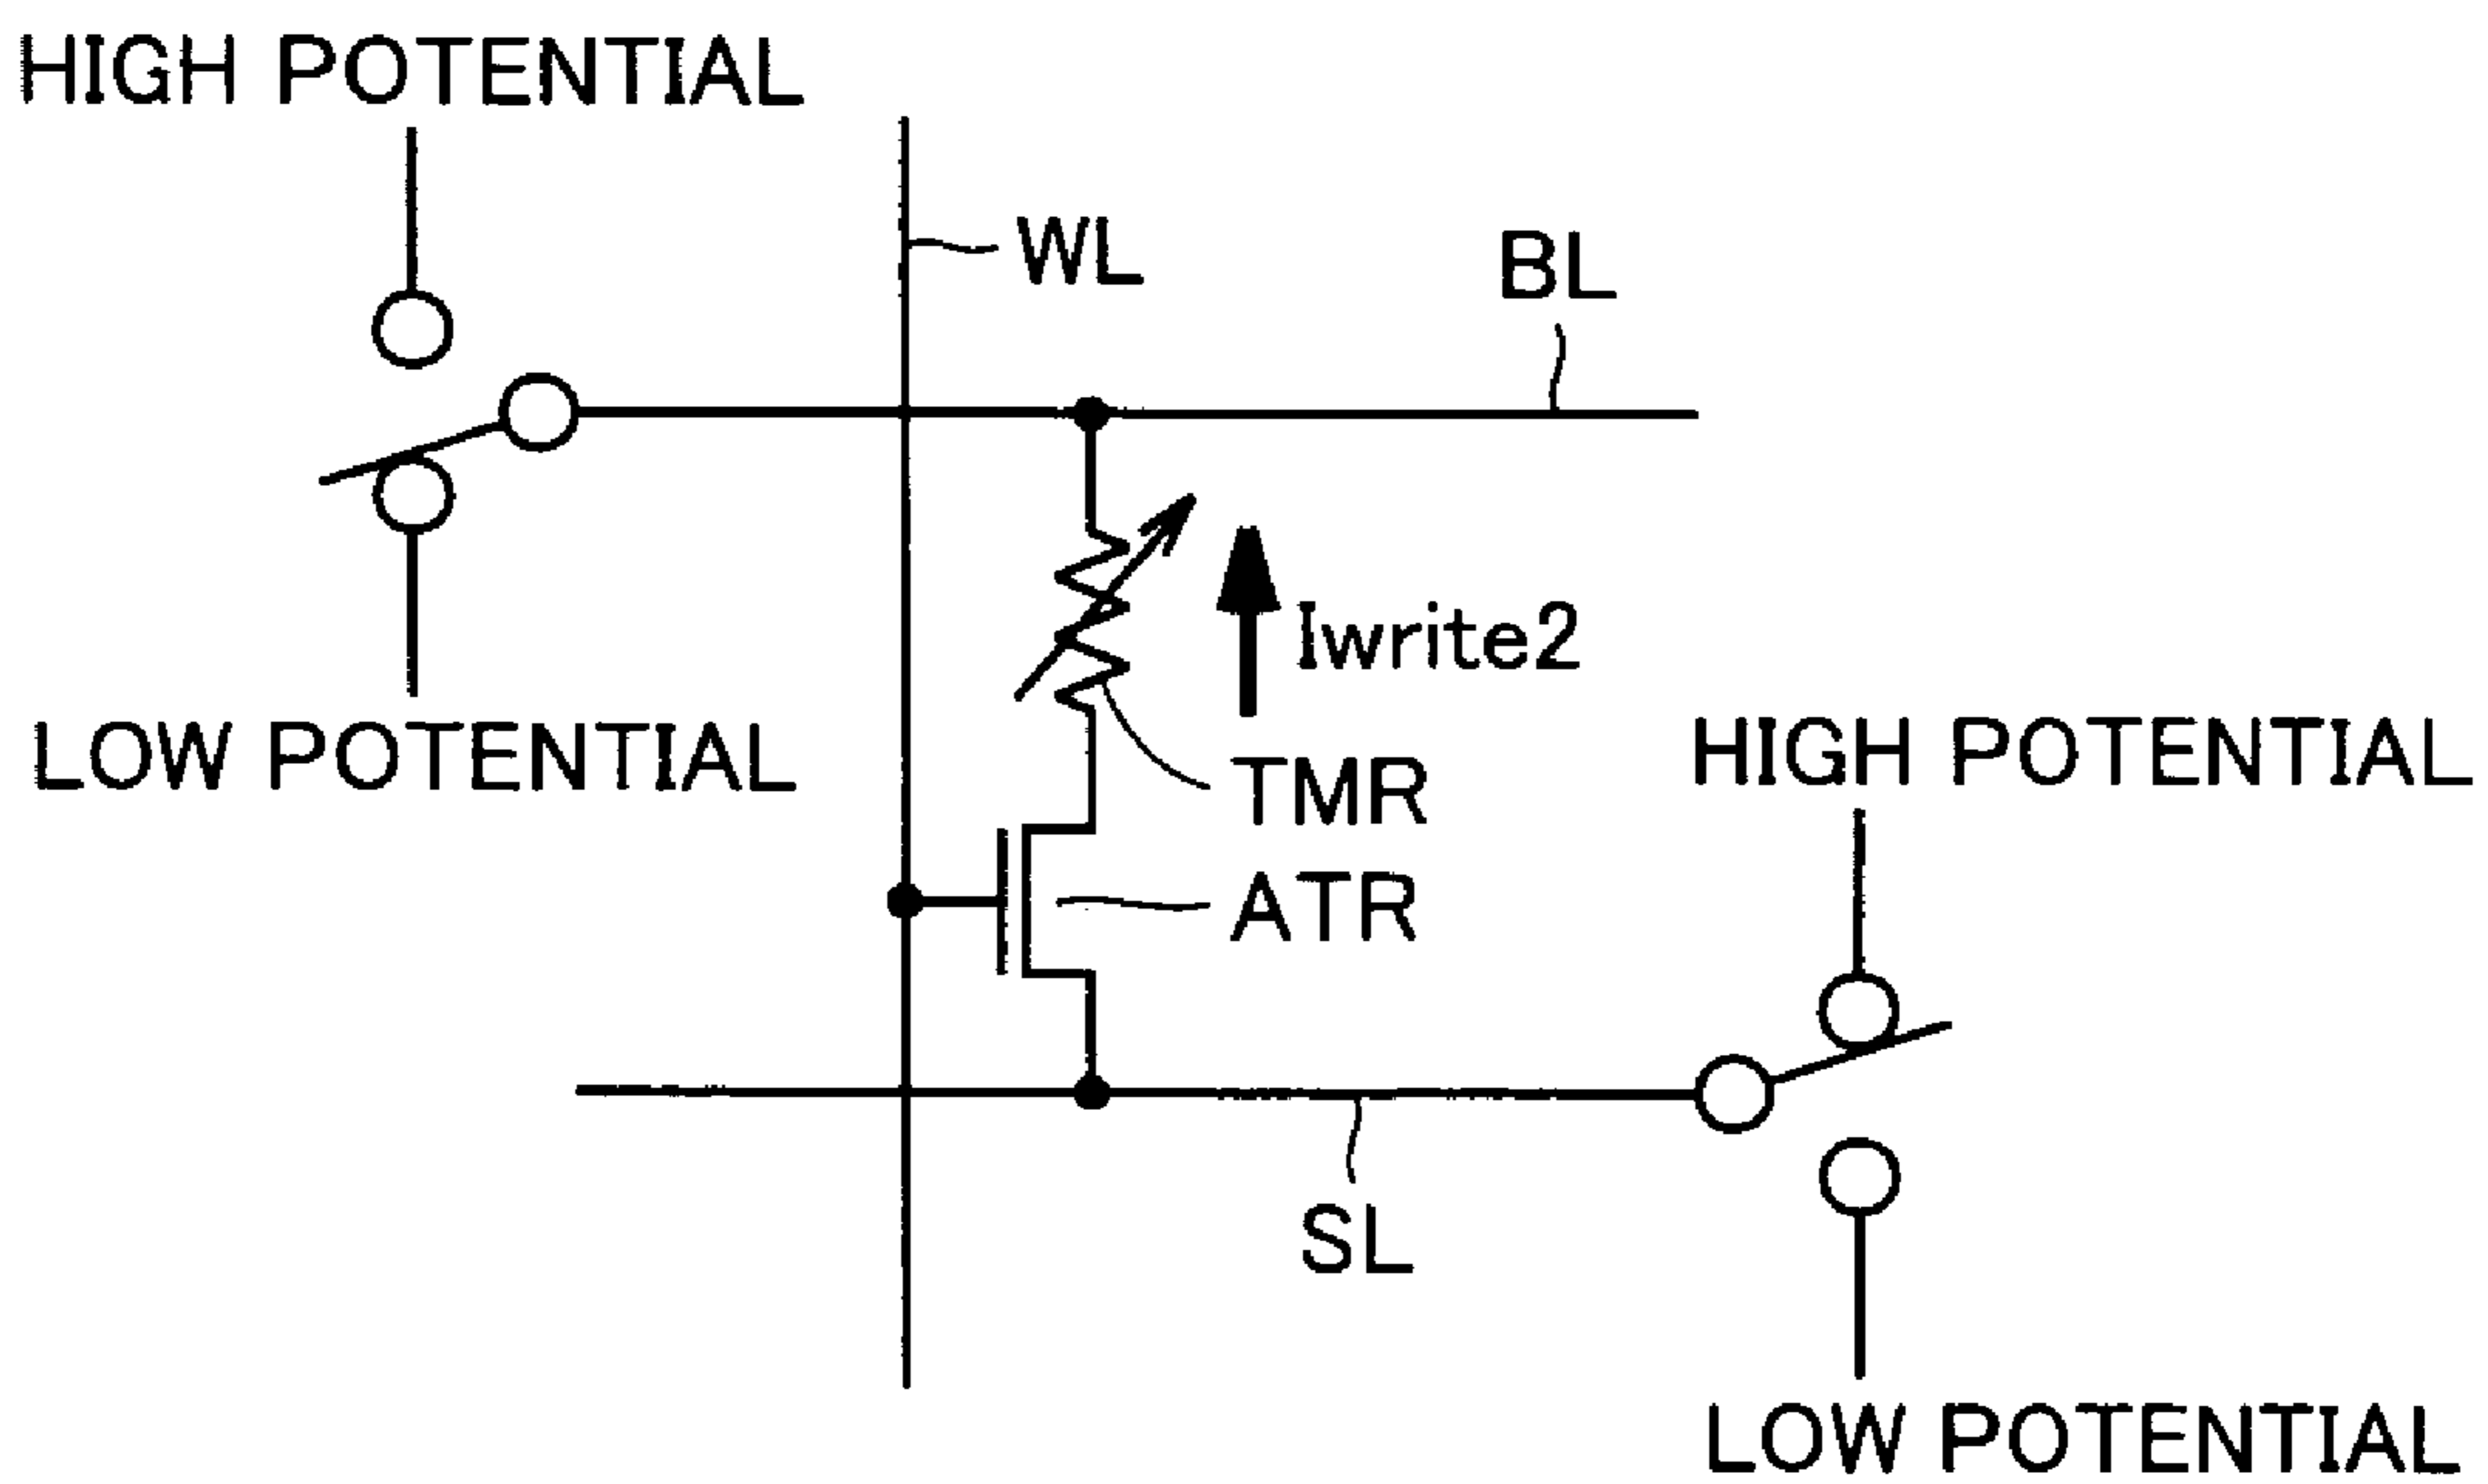 HIGH POTENTIAL
WL
BL
Iwrite2
LOW POTENTIAL
HIGH POTENTIAL
TMR
ATR
SL
LOW POTENTIAL